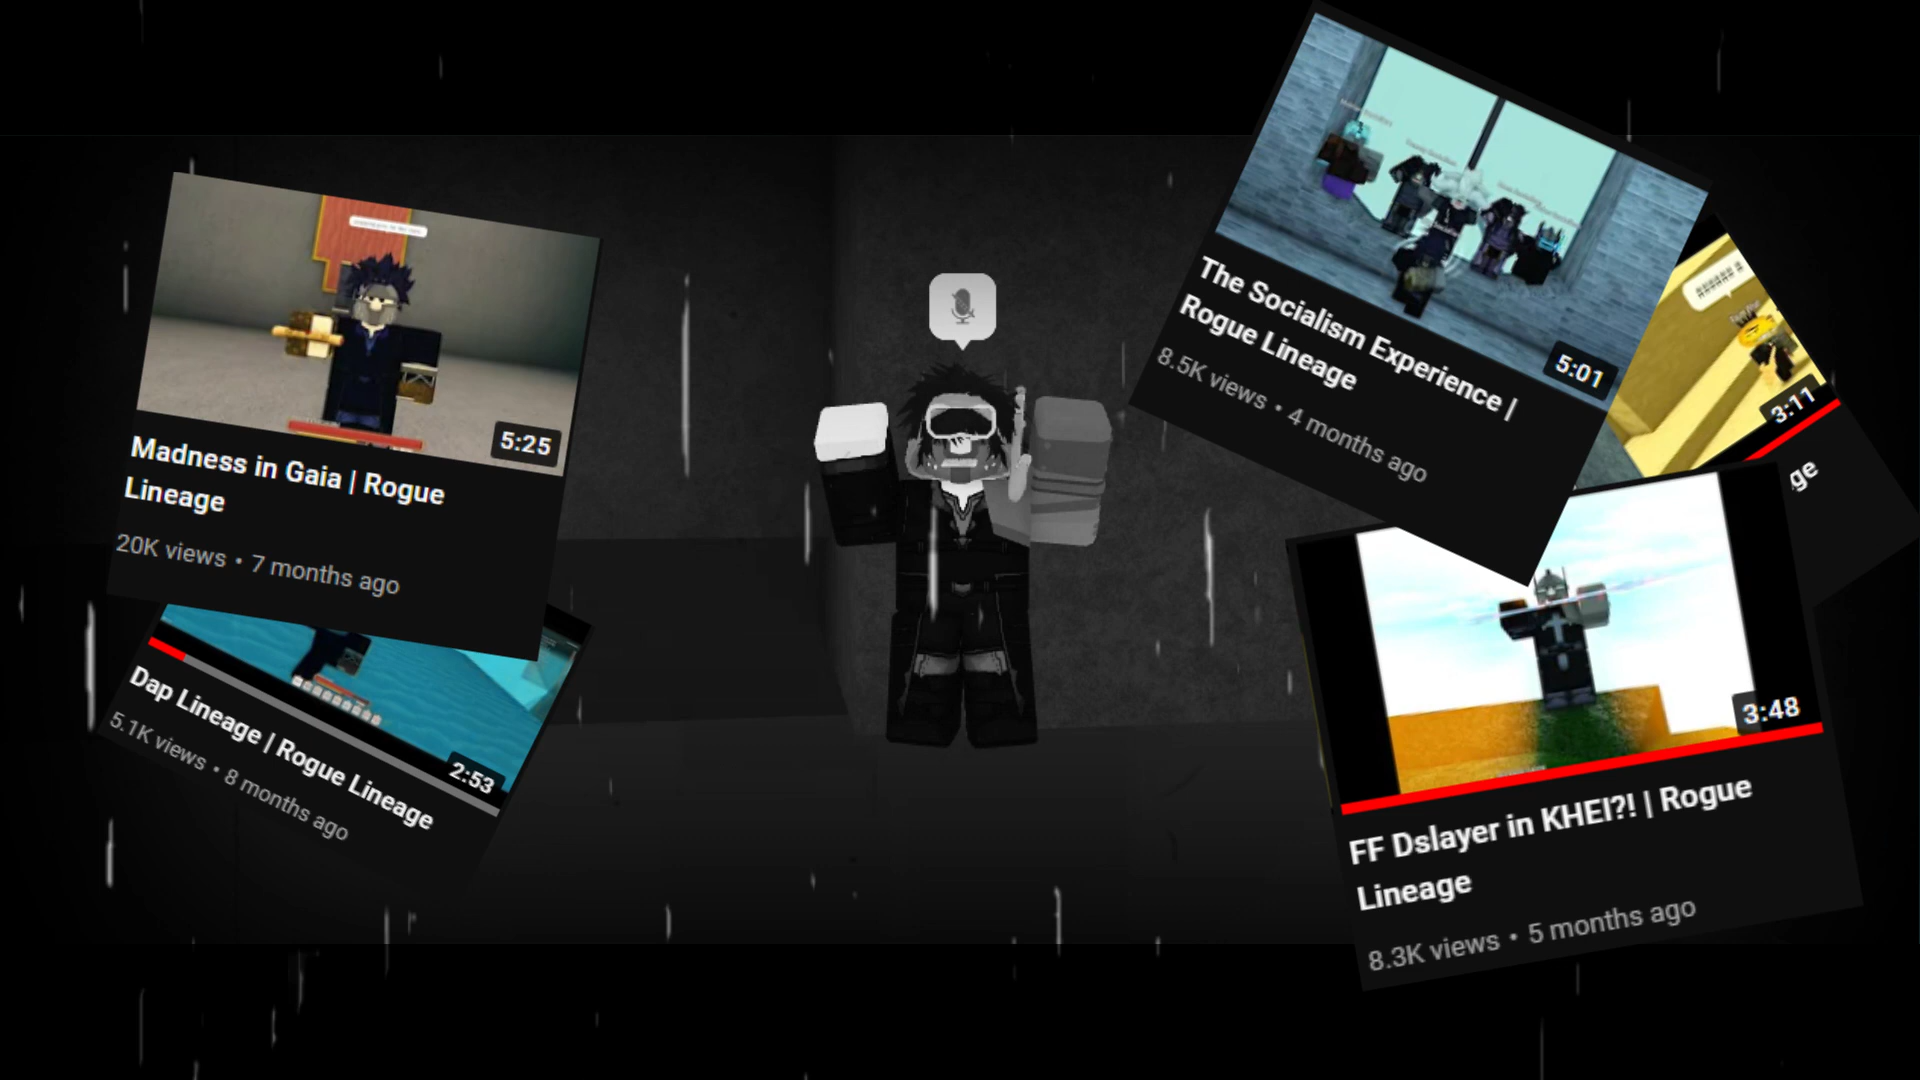 5:25
Madness in Gaia | Rogue
Lineage
20K views • 7 months ago
2:53
Dap Lineage | Rogue Lineage
5.1K views • 8 months ago
5:01
The Socialism Experience |
Rogue Lineage
8.5K views • 4 months ago
3:11
ge
3:48
FF Dslayer in KHEI?! | Rogue
Lineage
8.3K views • 5 months ago